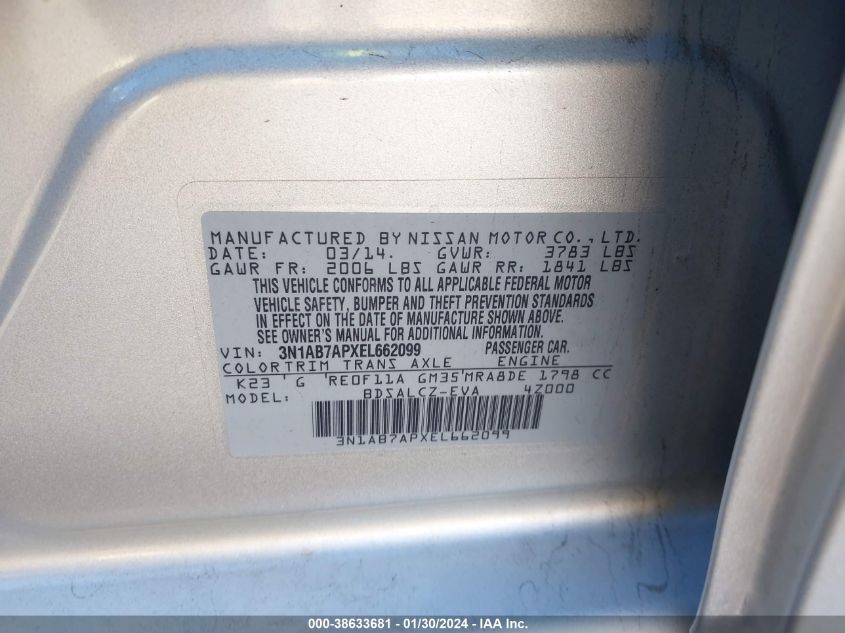 MANUFACTURED BY NISSAN MOTOR CO., LTD.
DATE: 03/14. GVWR: 3783 LBS
GAWR FR: 2006 LBS GAWR RR: 1841 LBS
THIS VEHICLE CONFORMS TO ALL APPLICABLE FEDERAL MOTOR
VEHICLE SAFETY, BUMPER AND THEFT PREVENTION STANDARDS
IN EFFECT ON THE DATE OF MANUFACTURE SHOWN ABOVE.
SEE OWNER'S MANUAL FOR ADDITIONAL INFORMATION.
VIN: 3N1AB7APXEL662099 PASSENGER CAR.
COLOR TRIM TRANS AXLE ENGINE
K23 'G 'RE0F11A GM35'MRA8DE 1798 CC
MODEL: BDSALCZ-EVA 4Z000
3N1AB7APXEL662099
000-38633681 / 01/30/2024 - IAA Inc.